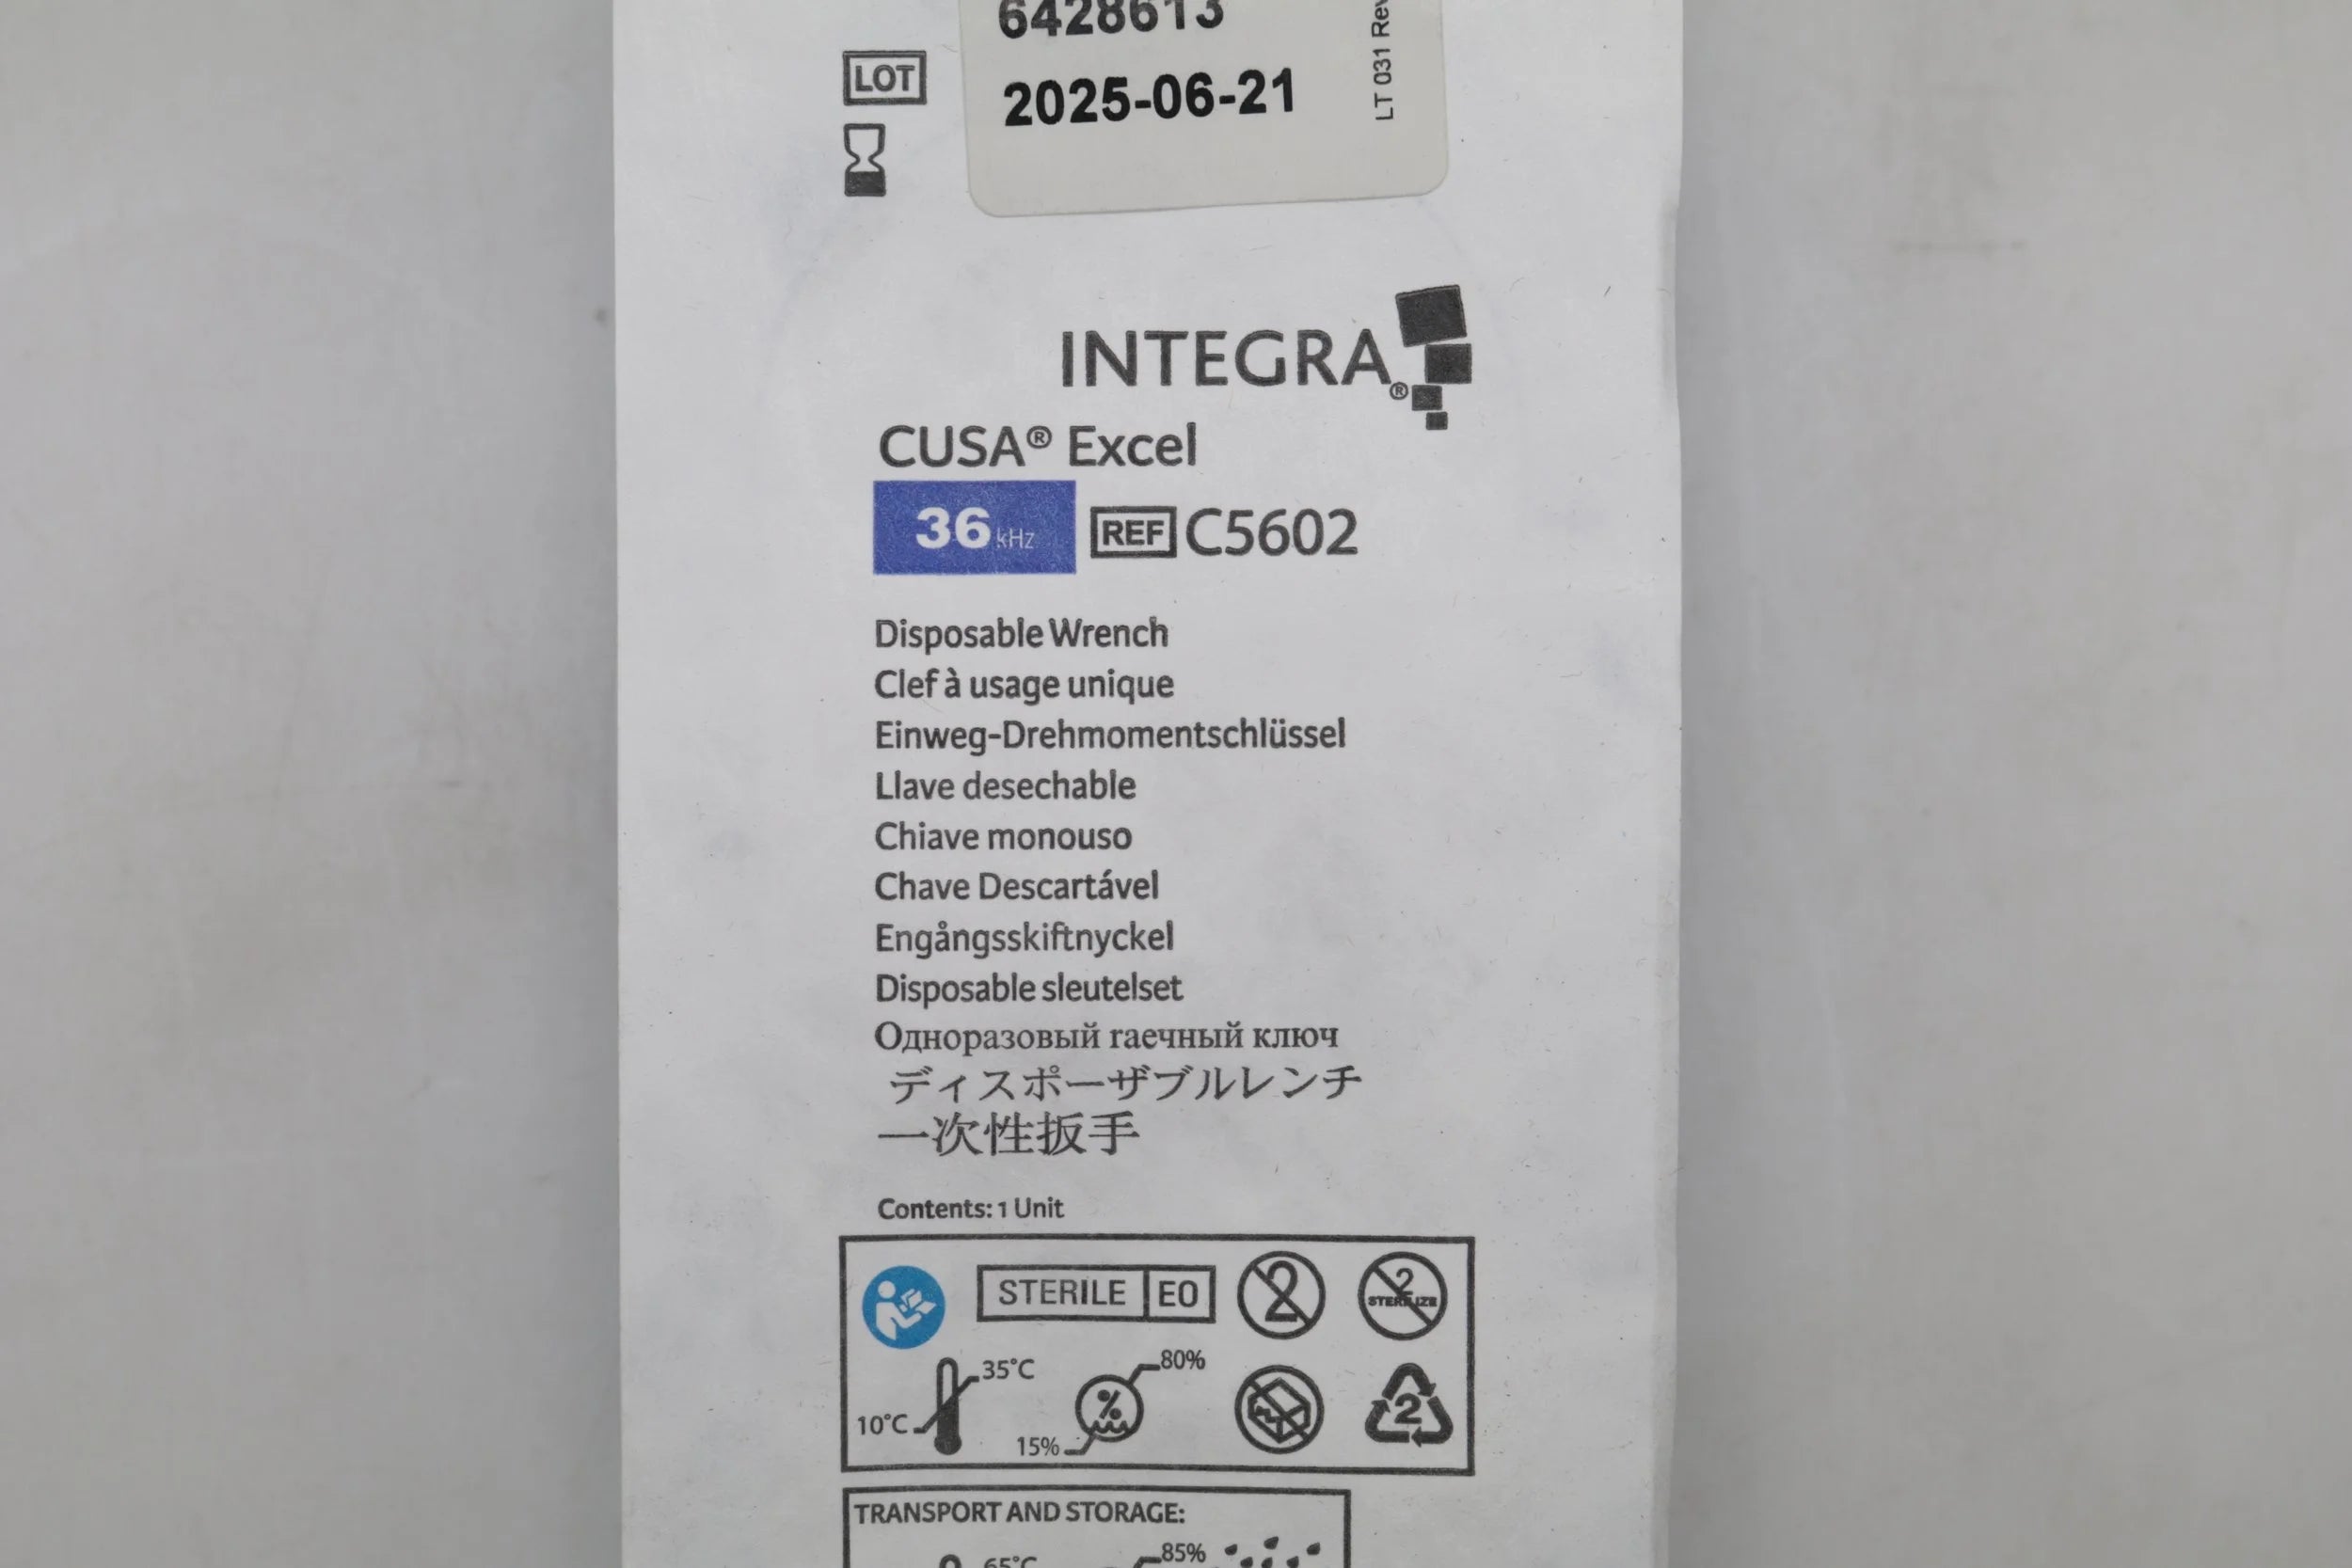 6428613
LOT
2025-06-21
LT 031 Rev
INTEGRA®
CUSA® Excel
36 kHz REF C5602
Disposable Wrench
Clef à usage unique
Einweg-Drehmomentschlüssel
Llave desechable
Chiave monouso
Chave Descartável
Engångsskiftnyckel
Disposable sleutelset
Одноразовый гаечный ключ
ディスポーザブルレンチ
一次性扳手
Contents: 1 Unit
STERILE EO 2 2 STERILIZE
35°C 80%
10°C % 2
15%
TRANSPORT AND STORAGE:
65°C 85%